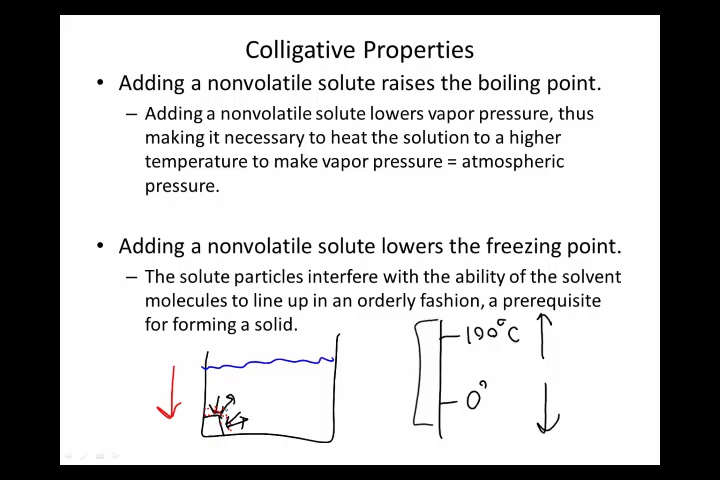 Colligative Properties
• Adding a nonvolatile solute raises the boiling point.
– Adding a nonvolatile solute lowers vapor pressure, thus
making it necessary to heat the solution to a higher
temperature to make vapor pressure = atmospheric
pressure.
• Adding a nonvolatile solute lowers the freezing point.
– The solute particles interfere with the ability of the solvent
molecules to line up in an orderly fashion, a prerequisite
for forming a solid.
100°C
0°